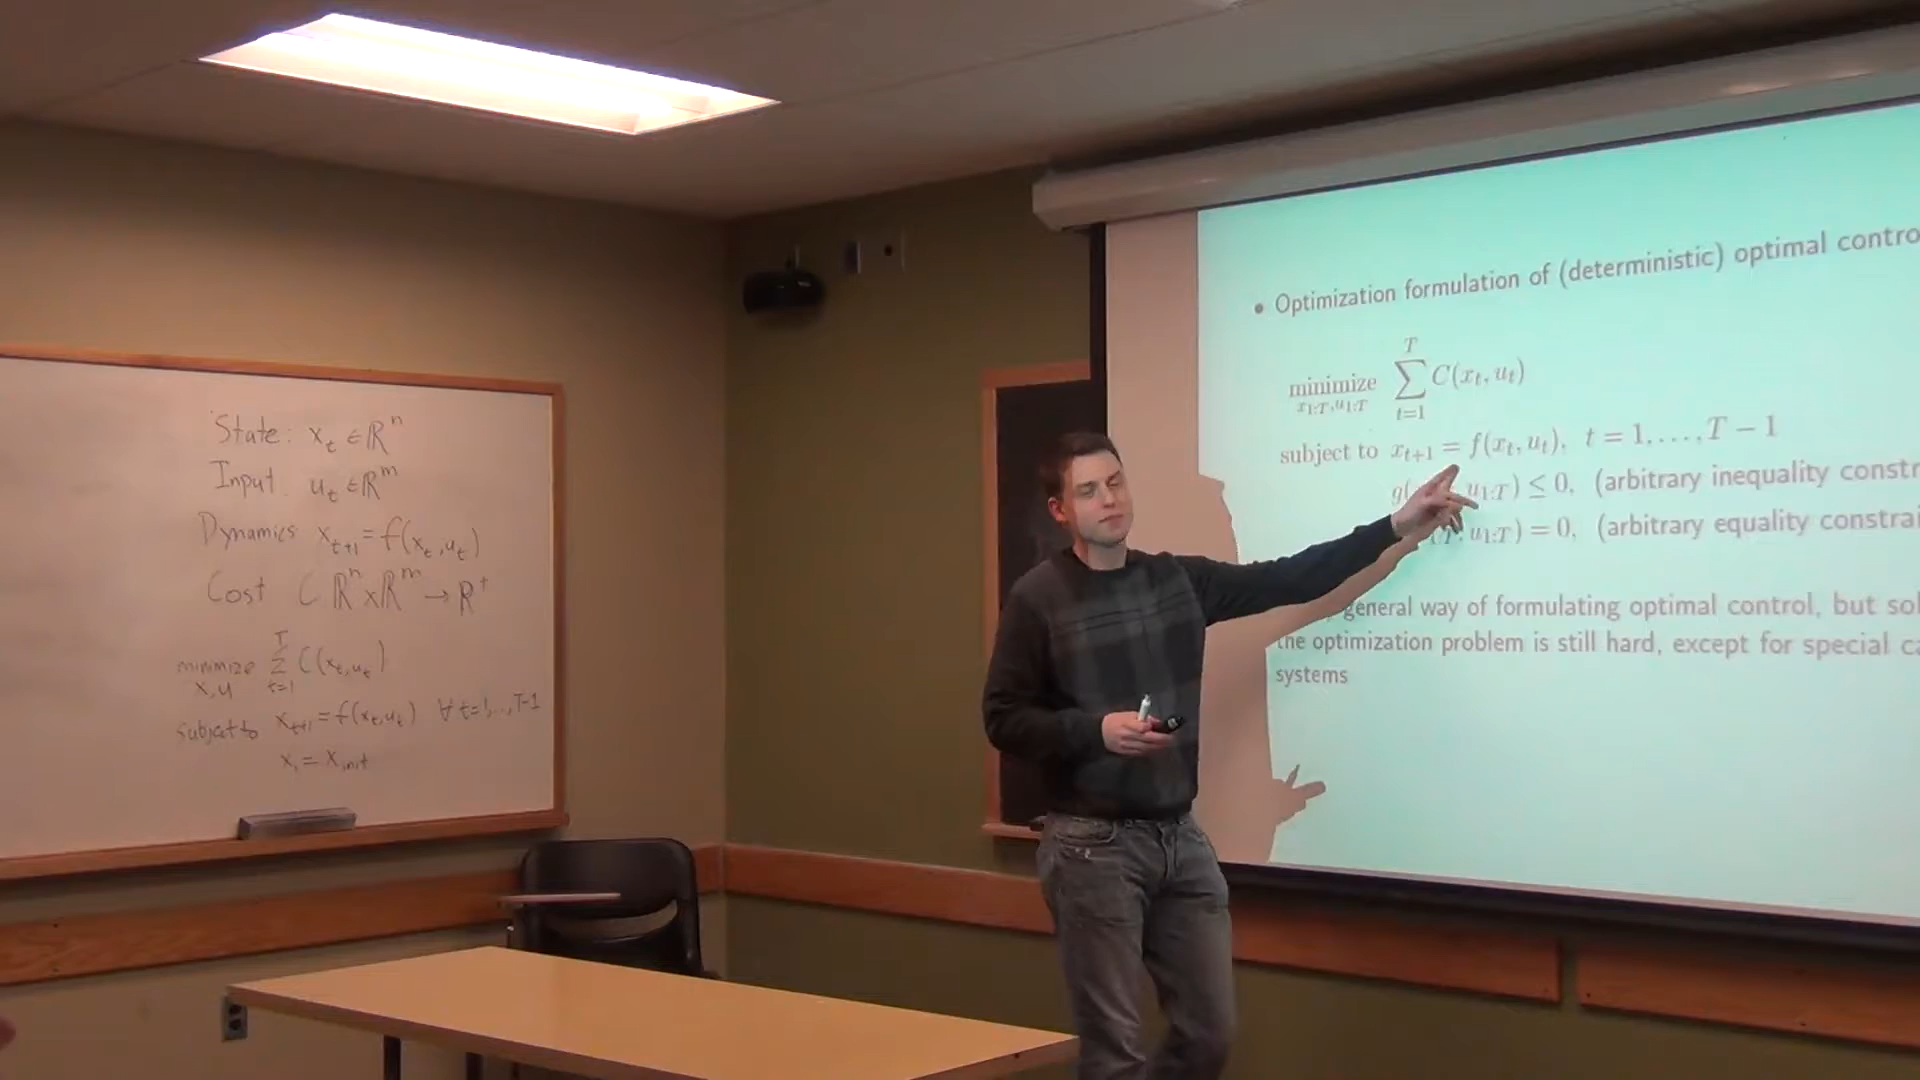 State: x_t ∈ ℝ^n
Input u_t ∈ ℝ^m
Dynamics x_{t+1} = f(x_t, u_t)
Cost C ℝ^n × ℝ^m → ℝ^+
minimize Σ C(x_t, u_t)
x,u t=1
T
subject to x_{t+1} = f(x_t, u_t) ∀ t=1,...,T-1
x_1 = x_init
• Optimization formulation of (deterministic) optimal contro
T
minimize ∑ C(x_t, u_t)
x_{1:T}, u_{1:T} t=1
subject to x_{t+1} = f(x_t, u_t), t = 1, ..., T − 1
g( u_{1:T}) ≤ 0, (arbitrary inequality constr
u_{1:T}) = 0, (arbitrary equality constrai
general way of formulating optimal control, but sol
the optimization problem is still hard, except for special ca
systems